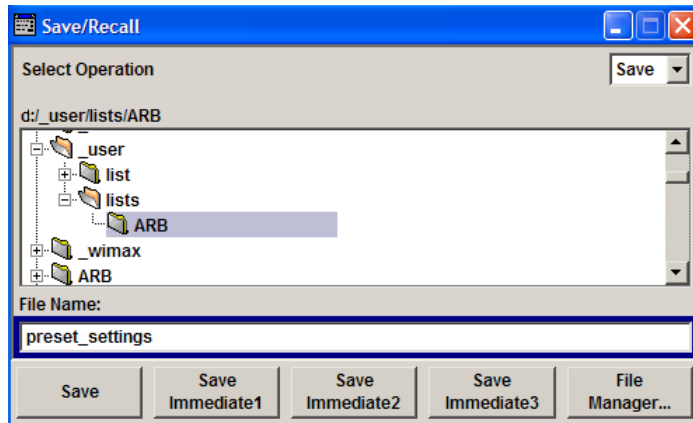 Save/Recall
Select Operation
Save
d:/_user/lists/ARB
_user
list
lists
ARB
_wimax
ARB
File Name:
preset_settings
Save
Save Immediate1
Save Immediate2
Save Immediate3
File Manager...